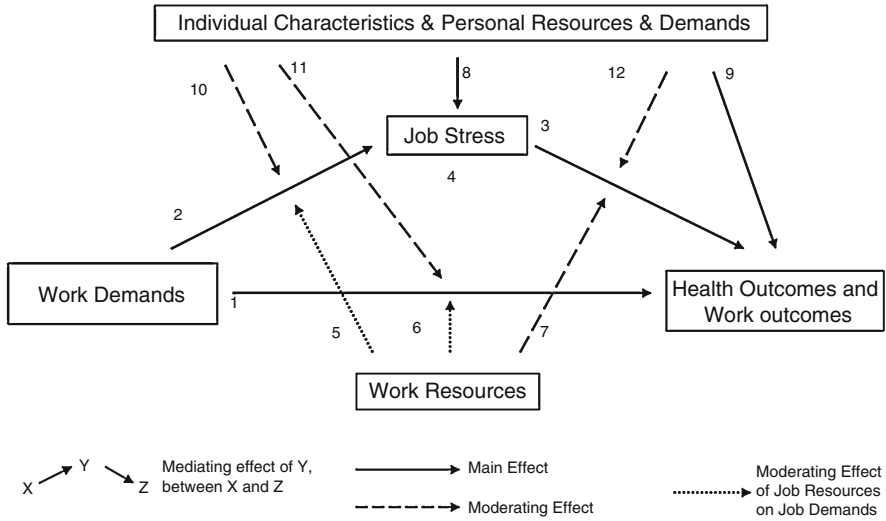 Individual Characteristics & Personal Resources & Demands
10
11
8
12
9
Job Stress
3
4
2
Work Demands
1
Health Outcomes and
Work outcomes
5
6
7
Work Resources
X
Y
Z
Mediating effect of Y,
between X and Z
Main Effect
Moderating Effect
Moderating Effect
of Job Resources
on Job Demands